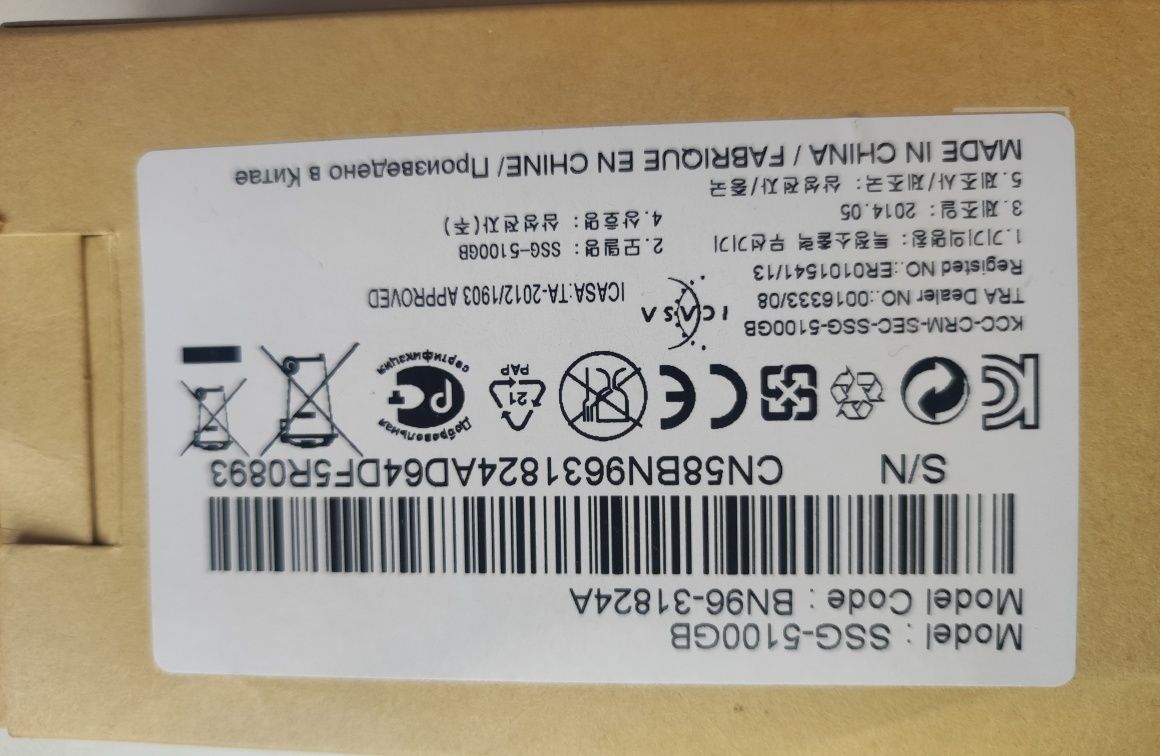 Model : SSG-5100GB
Model Code : BN96-31824A
S/N CN58BN9631824AD64DF5R0893
Добровольная
РСТ
сертификация
21
PAP
CE
KCC-CRM-SEC-SSG-5100GB
TRA Dealer NO.:0016333/08
Registed NO.:ER0101541/13
I C A S A
ICASA:TA-2012/1903 APPROVED
1.기기의명칭: 특정소출력 무선기기 2.모델명: SSG-5100GB
3.제조일: 2014.05 4.상호명: 삼성전자(주)
5.제조사/제조국: 삼성전자/중국
MADE IN CHINA / FABRIQUE EN CHINE/ Произведено в Китае